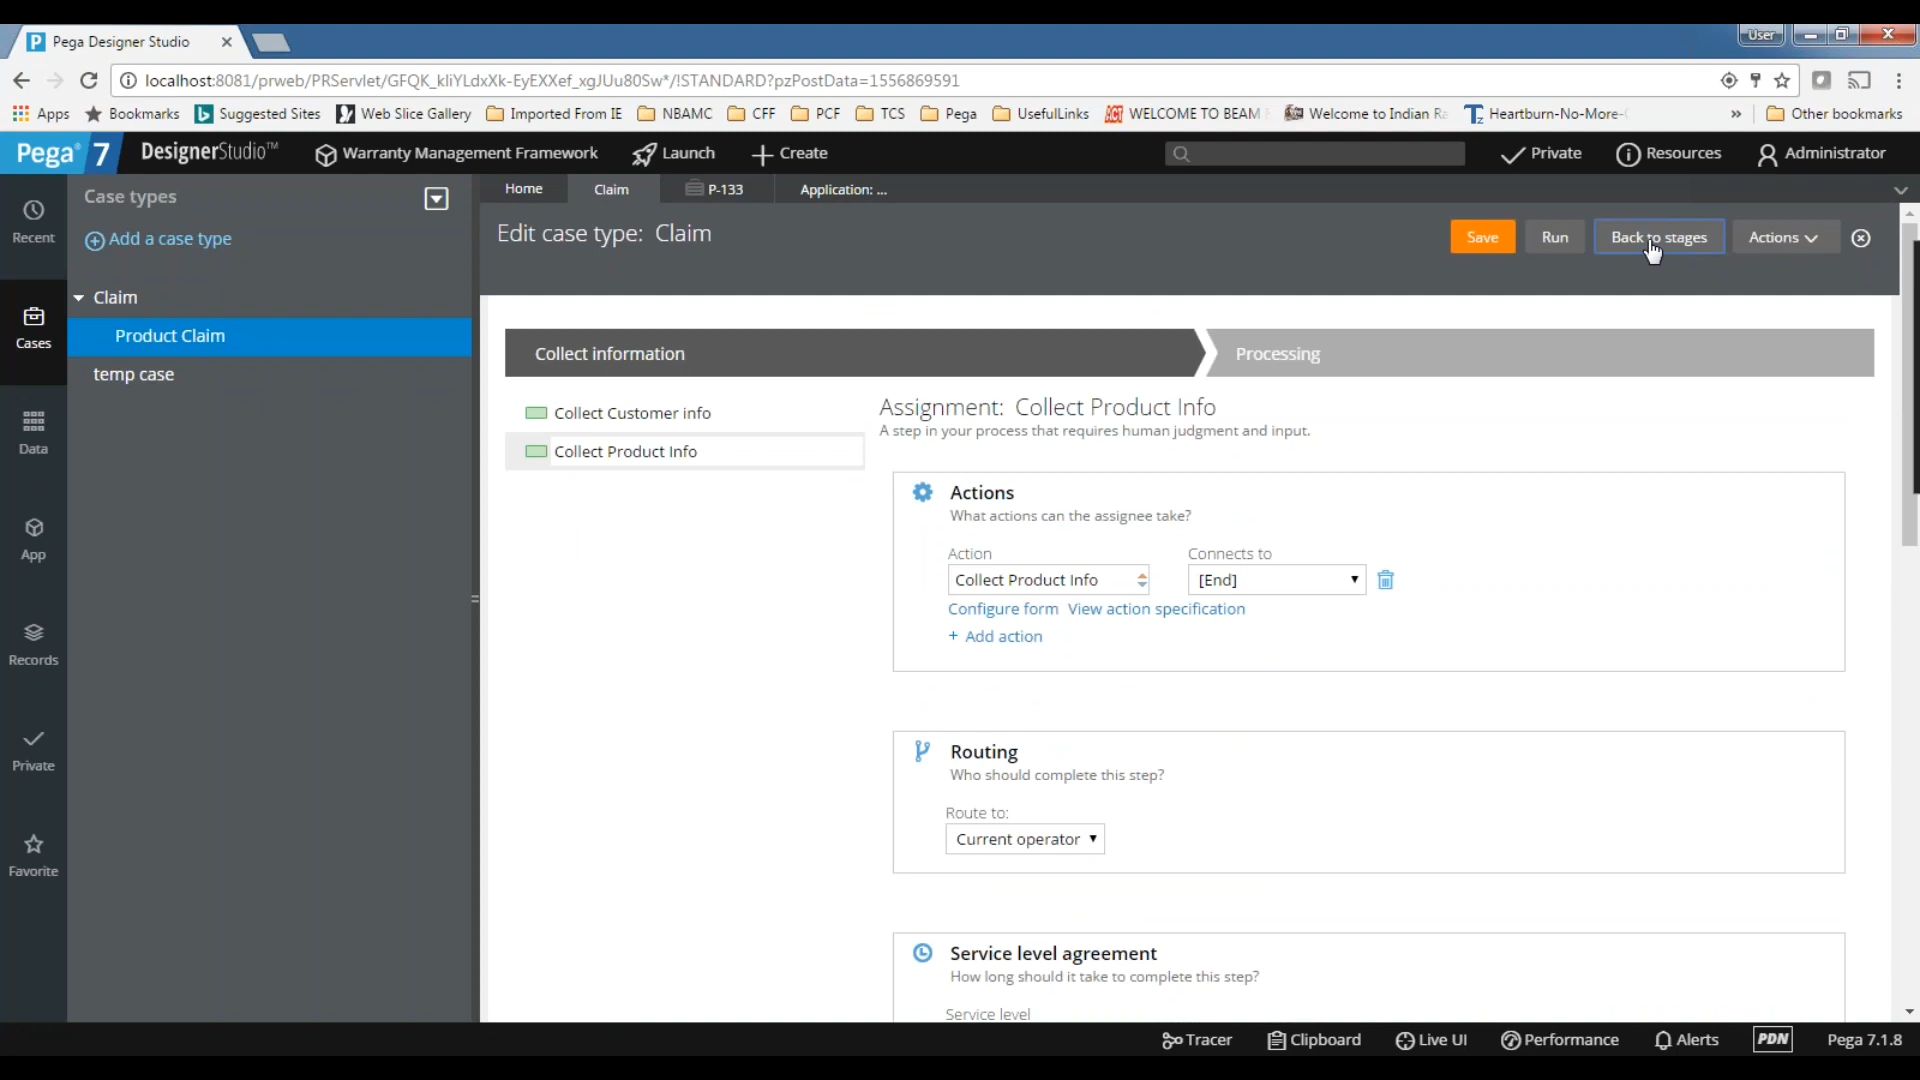 Pega Designer Studio
User
localhost:8081/prweb/PRServlet/GFQK_kliYLdxXk-EyEXXef_xgJUu80Sw*/!STANDARD?pzPostData=1556869591
Apps Bookmarks Suggested Sites Web Slice Gallery Imported From IE NBAMC CFF PCF TCS Pega UsefulLinks WELCOME TO BEAM Welcome to Indian Ra Heartburn-No-More- » Other bookmarks
Pega 7 DesignerStudio™ Warranty Management Framework Launch Create Private Resources Administrator
Home Claim P-133 Application: ...
Recent
Cases
Data
App
Records
Private
Favorite
Case types
Add a case type
Claim
Product Claim
temp case
Edit case type: Claim
Save Run Back to stages Actions
Collect information Processing
Collect Customer info
Collect Product Info
Assignment: Collect Product Info
A step in your process that requires human judgment and input.
Actions
What actions can the assignee take?
Action Connects to
Collect Product Info [End]
Configure form View action specification
+ Add action
Routing
Who should complete this step?
Route to:
Current operator
Service level agreement
How long should it take to complete this step?
Service level
Tracer Clipboard Live UI Performance Alerts PDN Pega 7.1.8